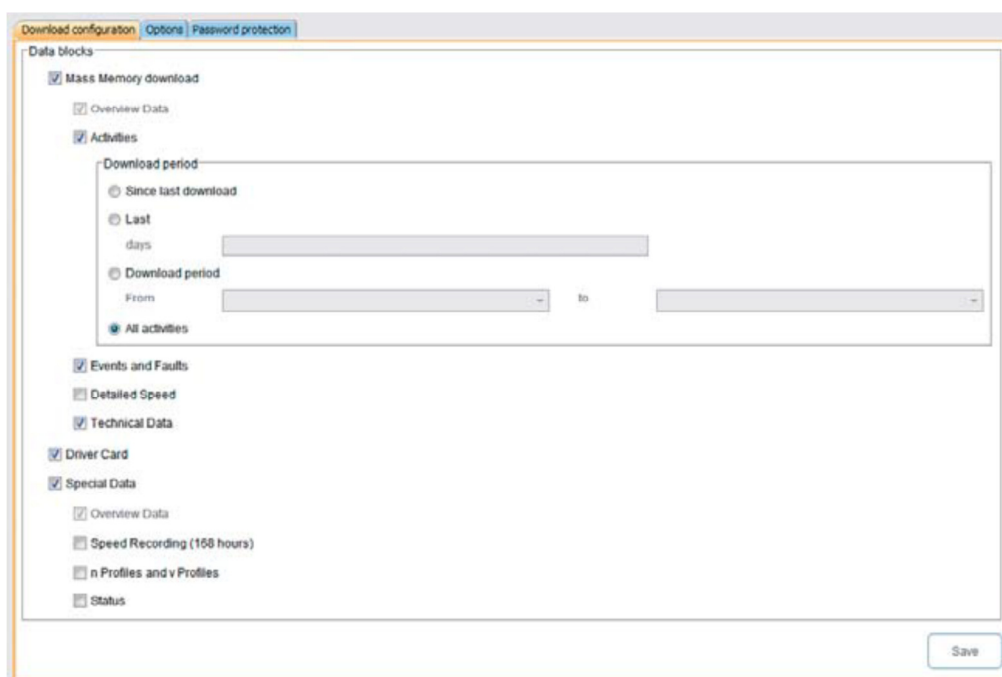 Download configuration Options Password protection
Data blocks
Mass Memory download
Overview Data
Activities
Download period
Since last download
Last
days
Download period
From to
All activities
Events and Faults
Detailed Speed
Technical Data
Driver Card
Special Data
Overview Data
Speed Recording (168 hours)
n Profiles and v Profiles
Status
Save